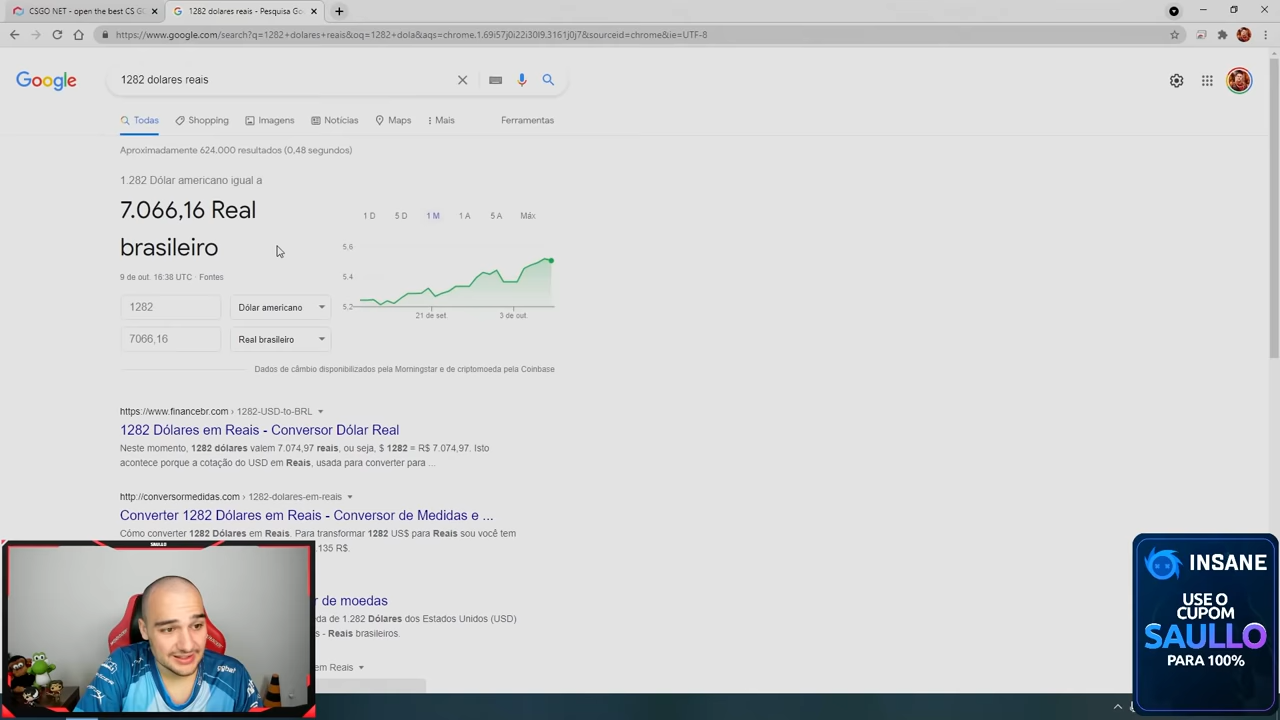 CSGO NET - open the best CS G
1282 dolares reais - Pesquisa Go
https://www.google.com/search?q=1282+dolares+reais&oq=1282+dola&aqs=chrome.1.69i57j0i22i30l9.3161j0j7&sourceid=chrome&ie=UTF-8
Google
1282 dolares reais
Todas
Shopping
Imagens
Notícias
Maps
Mais
Ferramentas
Aproximadamente 624.000 resultados (0,48 segundos)
1.282 Dólar americano igual a
7.066,16 Real
brasileiro
9 de out. 16:38 UTC · Fontes
1282
Dólar americano
7066,16
Real brasileiro
1 D
5 D
1 M
1 A
5 A
Máx
5,6
5,4
5,2
21 de set.
3 de out.
Dados de câmbio disponibilizados pela Morningstar e de criptomoeda pela Coinbase
https://www.financebr.com › 1282-USD-to-BRL
1282 Dólares em Reais - Conversor Dólar Real
Neste momento, 1282 dólares valem 7.074,97 reais, ou seja, $ 1282 = R$ 7.074,97. Isto
acontece porque a cotação do USD em Reais, usada para converter para ...
http://conversormedidas.com › 1282-dolares-em-reais
Converter 1282 Dólares em Reais - Conversor de Medidas e ...
Cómo converter 1282 Dólares em Reais. Para transformar 1282 US$ para Reais sou você tem
.135 R$.
r de moedas
da de 1.282 Dólares dos Estados Unidos (USD)
s - Reais brasileiros.
em Reais
SAULLO
INSANE
USE O
CUPOM
SAULLO
PARA 100%